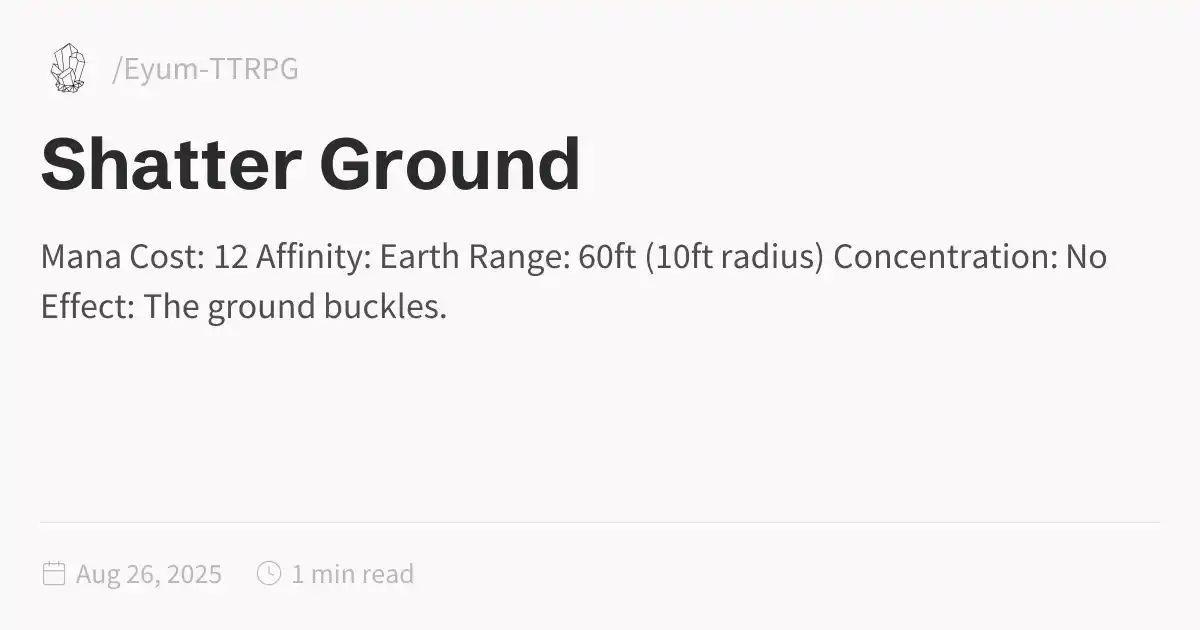 /Eyum-TTRPG
Shatter Ground
Mana Cost: 12 Affinity: Earth Range: 60ft (10ft radius) Concentration: No
Effect: The ground buckles.
Aug 26, 2025 1 min read